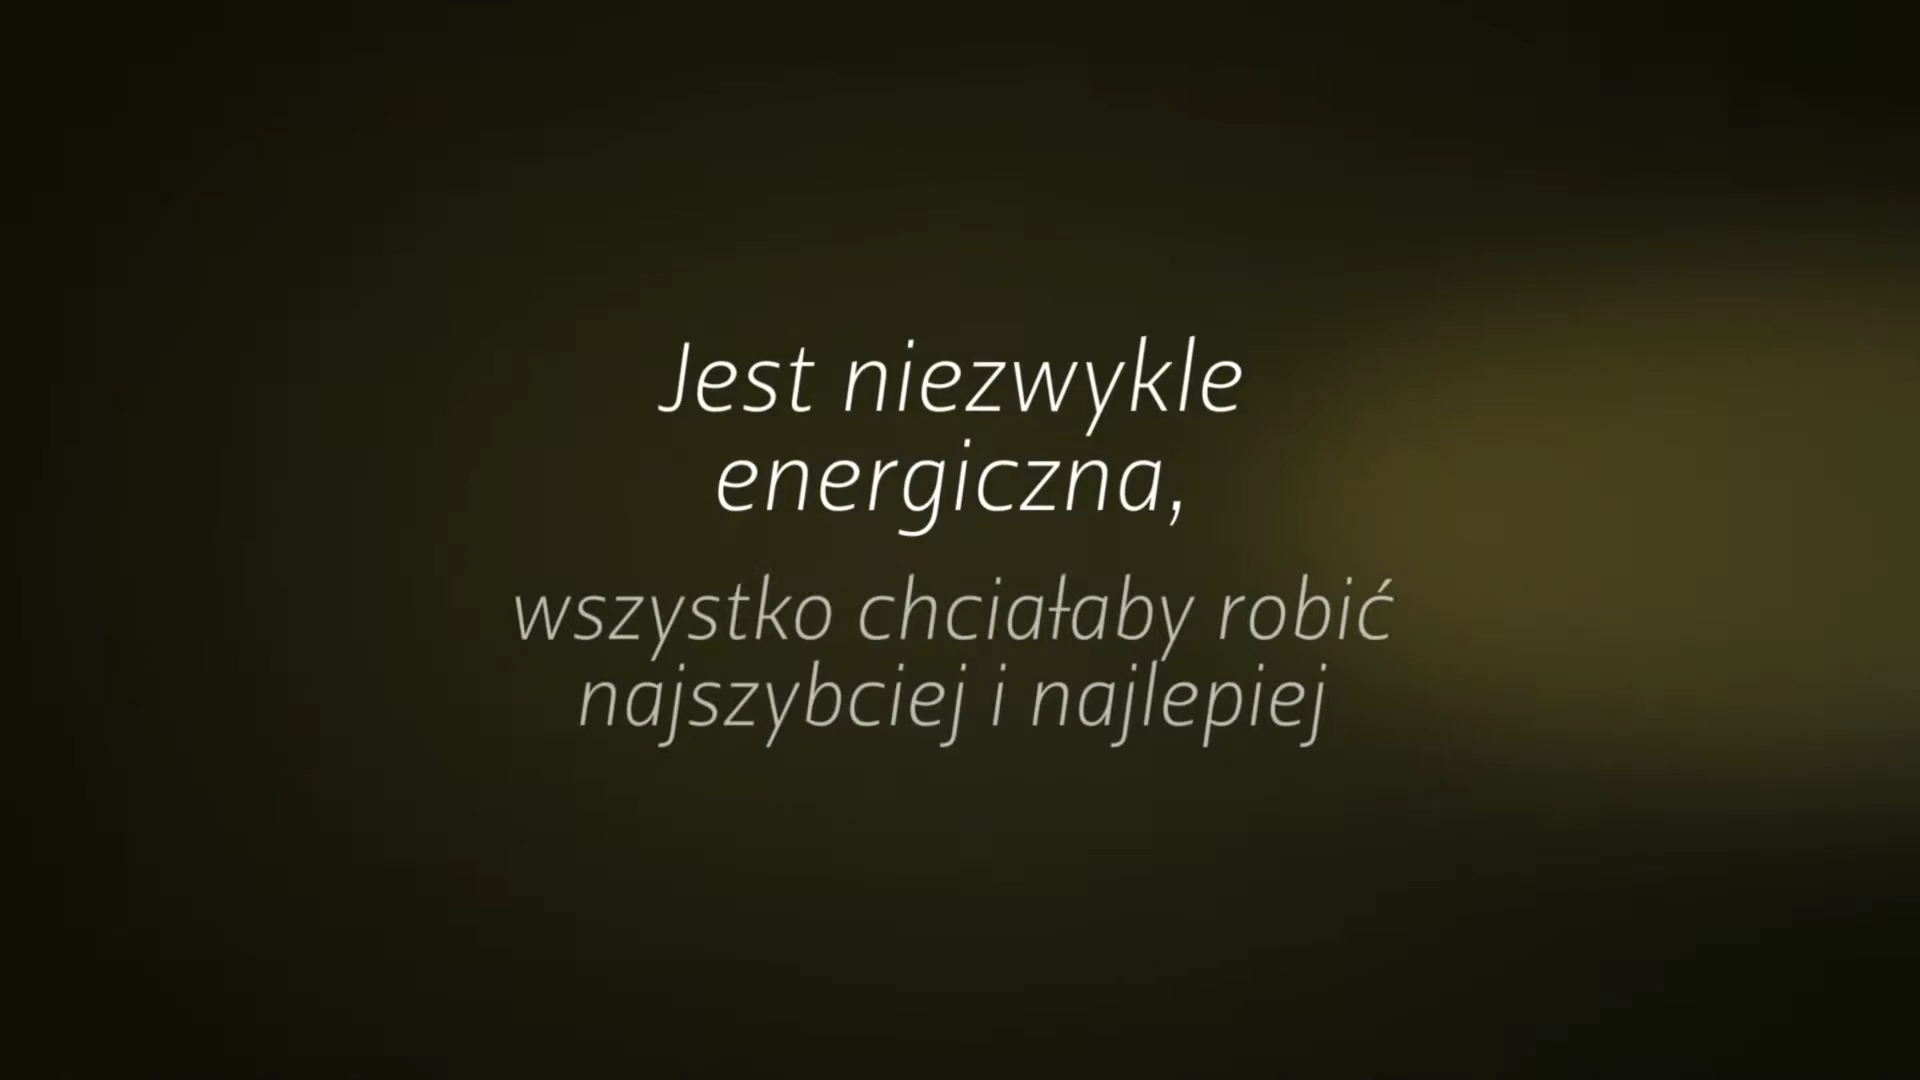 Jest niezwykle
energiczna,
wszystko chciałaby robić
najszybciej i najlepiej